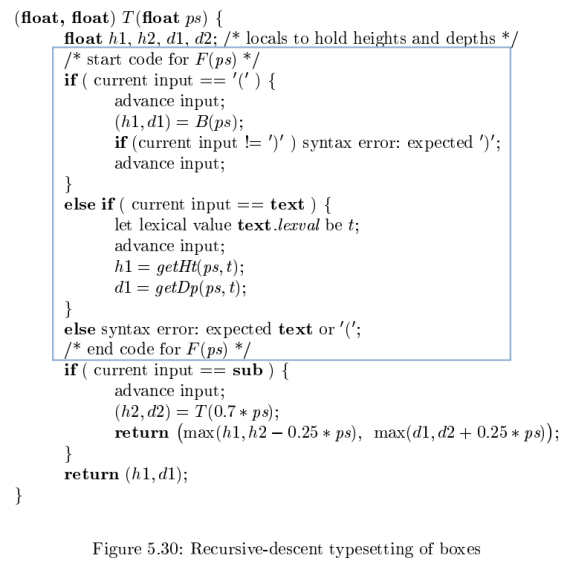 (float, float) T(float ps) {
float h1, h2, d1, d2; /* locals to hold heights and depths */
/* start code for F(ps) */
if ( current input == '(' ) {
advance input;
(h1, d1) = B(ps);
if (current input != ')' ) syntax error: expected ')';
advance input;
}
else if ( current input == text ) {
let lexical value text.lexval be t;
advance input;
h1 = getHt(ps, t);
d1 = getDp(ps, t);
}
else syntax error: expected text or '(';
/* end code for F(ps) */
if ( current input == sub ) {
advance input;
(h2, d2) = T(0.7 * ps);
return (max(h1, h2 − 0.25 * ps), max(d1, d2 + 0.25 * ps));
}
return (h1, d1);
}
Figure 5.30: Recursive-descent typesetting of boxes